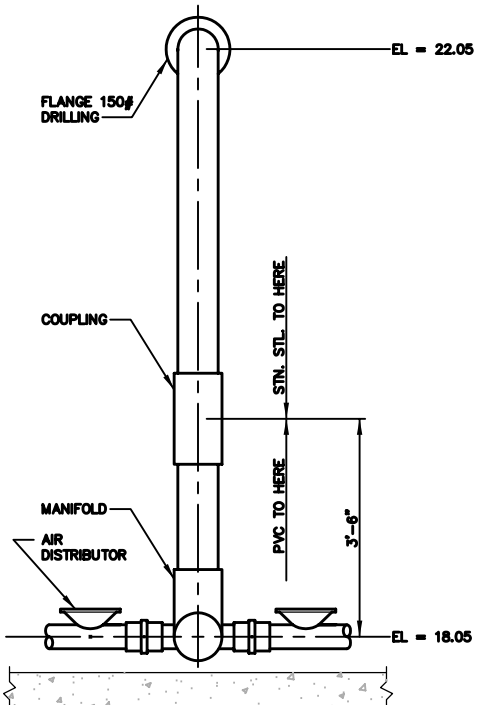 EL = 22.05
FLANGE 150#
DRILLING
STN. STL. TO HERE
COUPLING
PVC TO HERE
3'-6"
MANIFOLD
AIR
DISTRIBUTOR
EL = 18.05